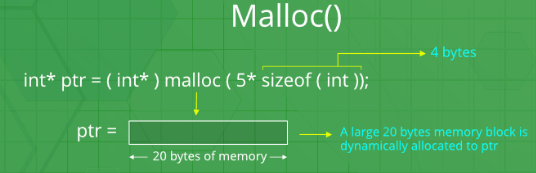 Malloc()
4 bytes
int* ptr = ( int* ) malloc ( 5* sizeof ( int ));
ptr =
A large 20 bytes memory block is
dynamically allocated to ptr
20 bytes of memory